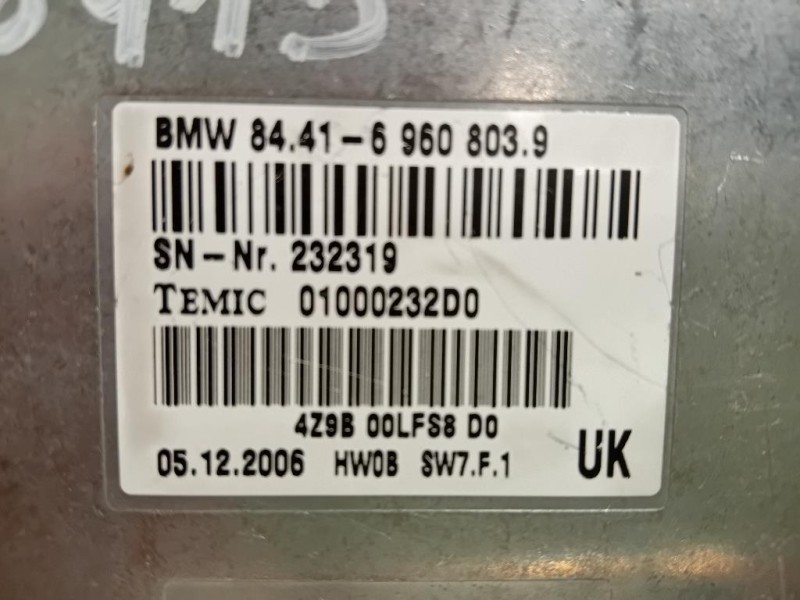 BMW 84.41-6 960 803.9
SN-Nr. 232319
TEMIC 01000232D0
4Z9B 00LFS8 D0
05.12.2006 HW0B SW7.F.1 UK